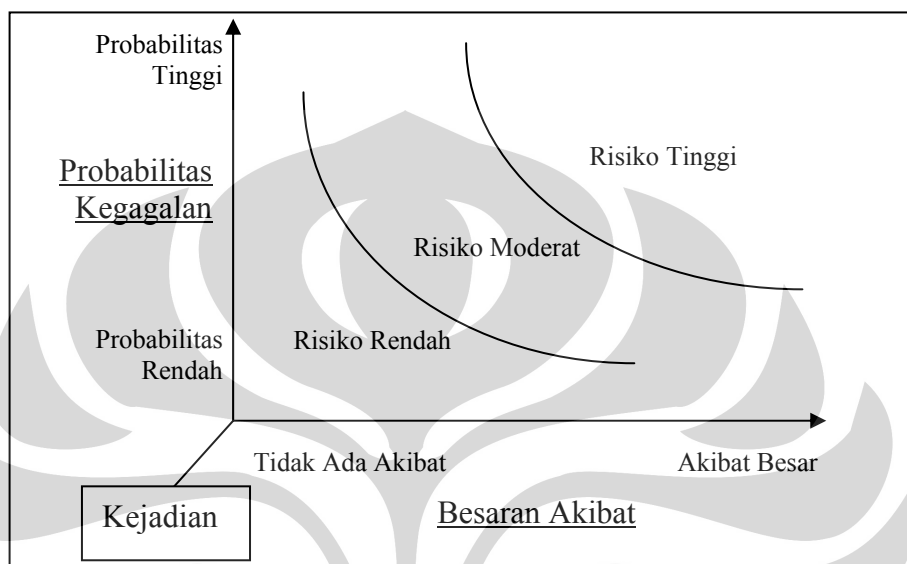 Probabilitas
Tinggi
Risiko Tinggi
Probabilitas
Kegagalan
Risiko Moderat
Probabilitas
Rendah
Risiko Rendah
Tidak Ada Akibat
Akibat Besar
Kejadian
Besaran Akibat